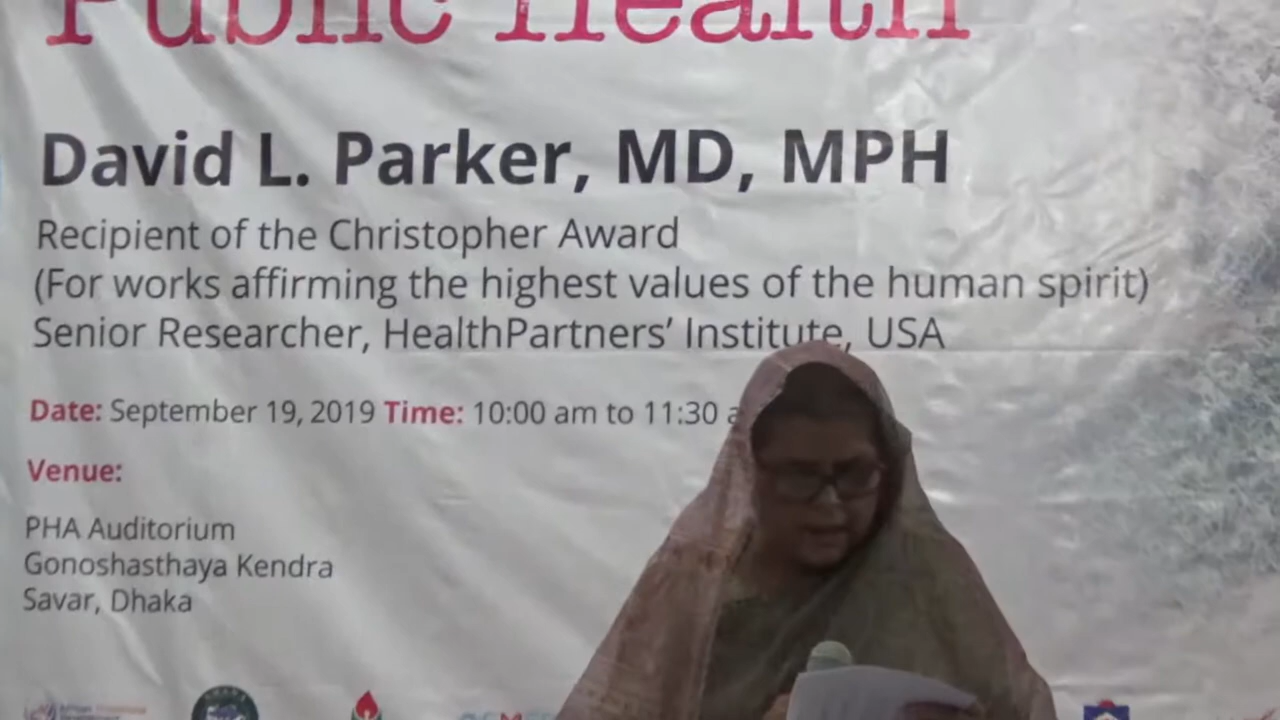 Public Health
David L. Parker, MD, MPH
Recipient of the Christopher Award
(For works affirming the highest values of the human spirit)
Senior Researcher, HealthPartners' Institute, USA
Date: September 19, 2019 Time: 10:00 am to 11:30 a
Venue:
PHA Auditorium
Gonoshasthaya Kendra
Savar, Dhaka